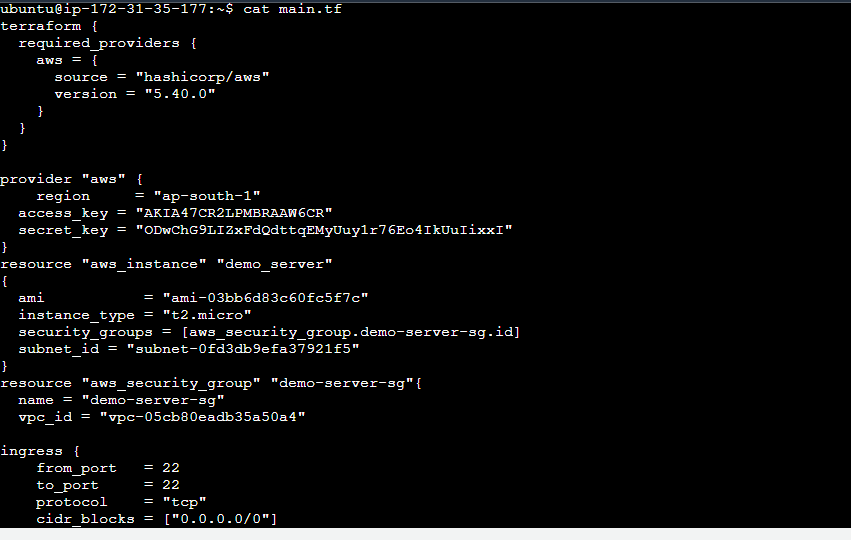 ubuntu@ip-172-31-35-177:~$ cat main.tf
terraform {
  required_providers {
    aws = {
      source = "hashicorp/aws"
      version = "5.40.0"
    }
  }
}
provider "aws" {
    region     = "ap-south-1"
  access_key = "AKIA47CR2LPMBRAAW6CR"
  secret_key = "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"
}
resource "aws_instance" "demo_server"
{
  ami           = "ami-03bb6d83c60fc5f7c"
  instance_type = "t2.micro"
  security_groups = [aws_security_group.demo-server-sg.id]
  subnet_id = "subnet-0fd3db9efa37921f5"
}
resource "aws_security_group" "demo-server-sg"{
  name = "demo-server-sg"
  vpc_id = "vpc-05cb80eadb35a50a4"
ingress {
    from_port   = 22
    to_port     = 22
    protocol    = "tcp"
    cidr_blocks = ["0.0.0.0/0"]